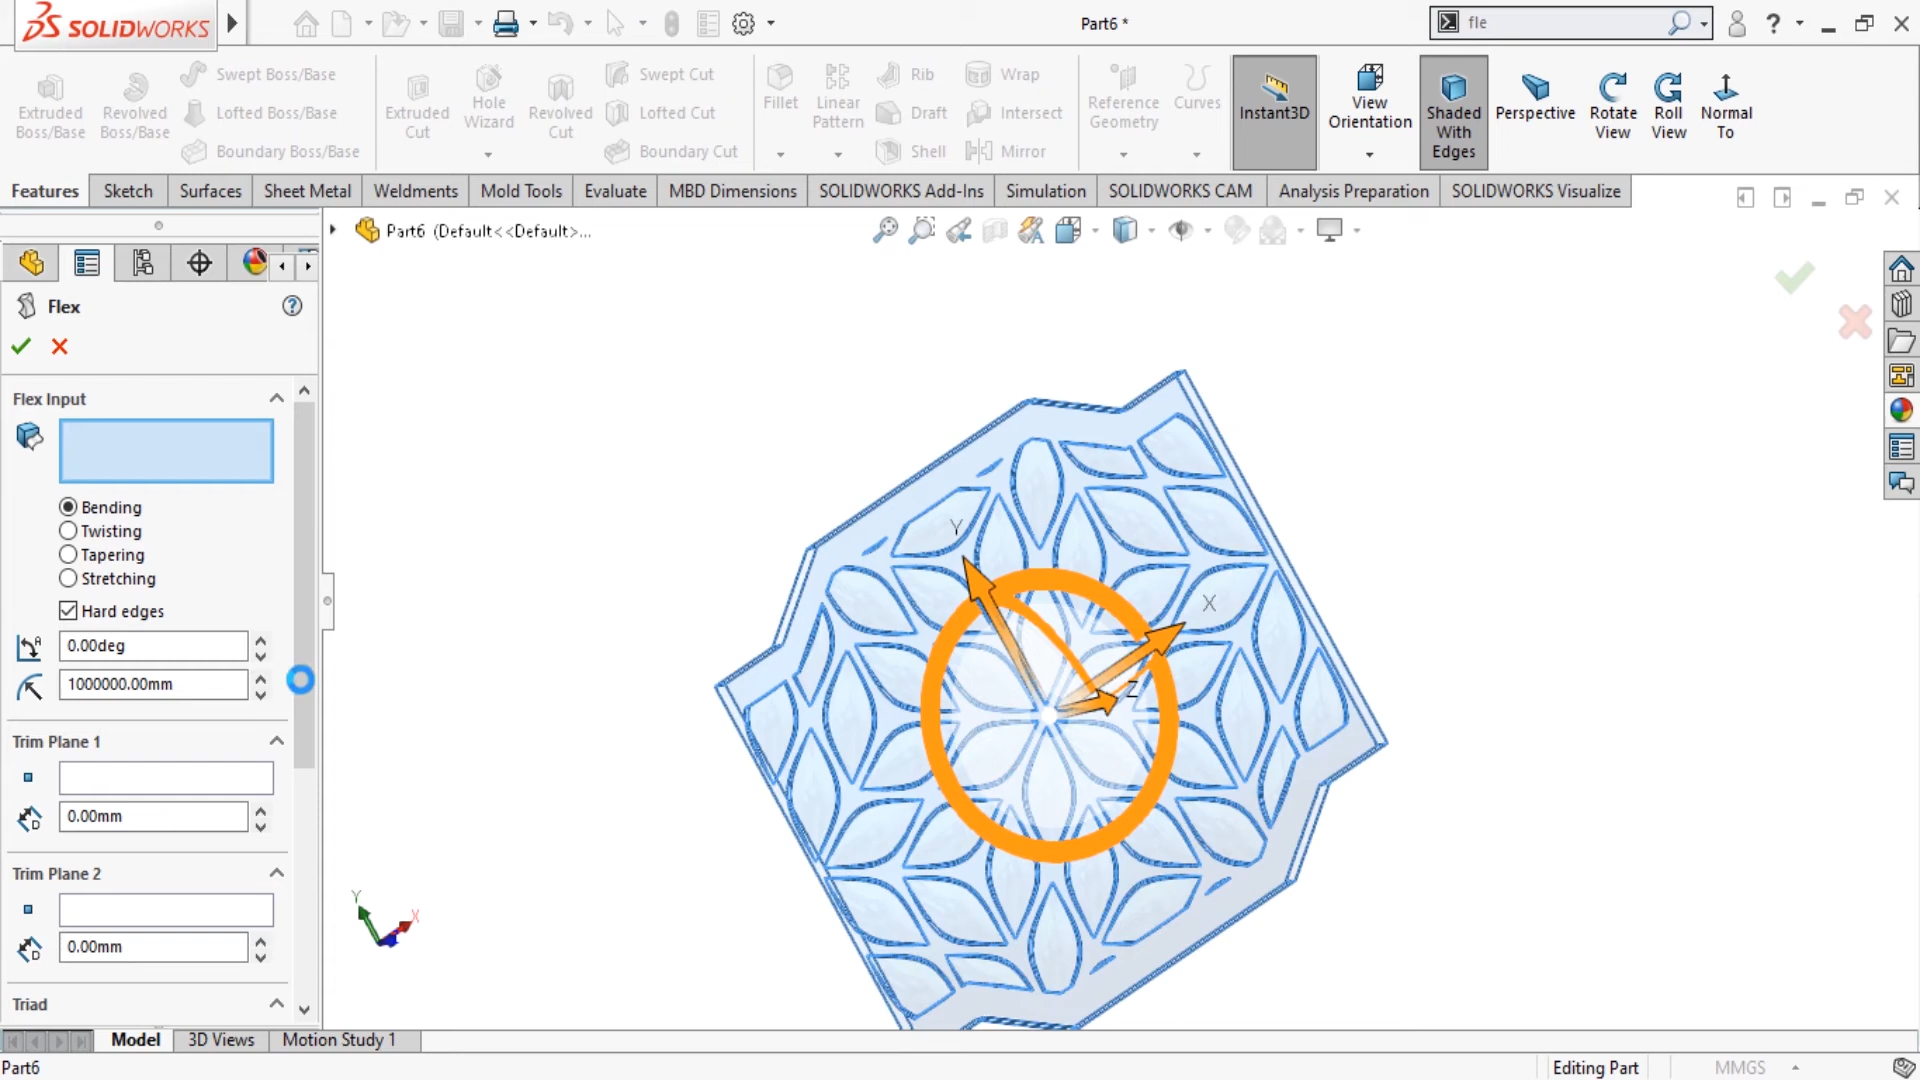 SOLIDWORKS
Part6 *
fle
Extruded Boss/Base
Revolved Boss/Base
Swept Boss/Base
Lofted Boss/Base
Boundary Boss/Base
Extruded Cut
Hole Wizard
Revolved Cut
Swept Cut
Lofted Cut
Boundary Cut
Fillet
Linear Pattern
Rib
Draft
Shell
Wrap
Intersect
Mirror
Reference Geometry
Curves
Instant3D
View Orientation
Shaded With Edges
Perspective
Rotate View
Roll View
Normal To
Features
Sketch
Surfaces
Sheet Metal
Weldments
Mold Tools
Evaluate
MBD Dimensions
SOLIDWORKS Add-Ins
Simulation
SOLIDWORKS CAM
Analysis Preparation
SOLIDWORKS Visualize
Part6 (Default<<Default>...
Flex
Flex Input
Bending
Twisting
Tapering
Stretching
Hard edges
0.00deg
1000000.00mm
Trim Plane 1
0.00mm
Trim Plane 2
0.00mm
Triad
Y
X
Z
Y
X
Model
3D Views
Motion Study 1
Part6
Editing Part
MMGS